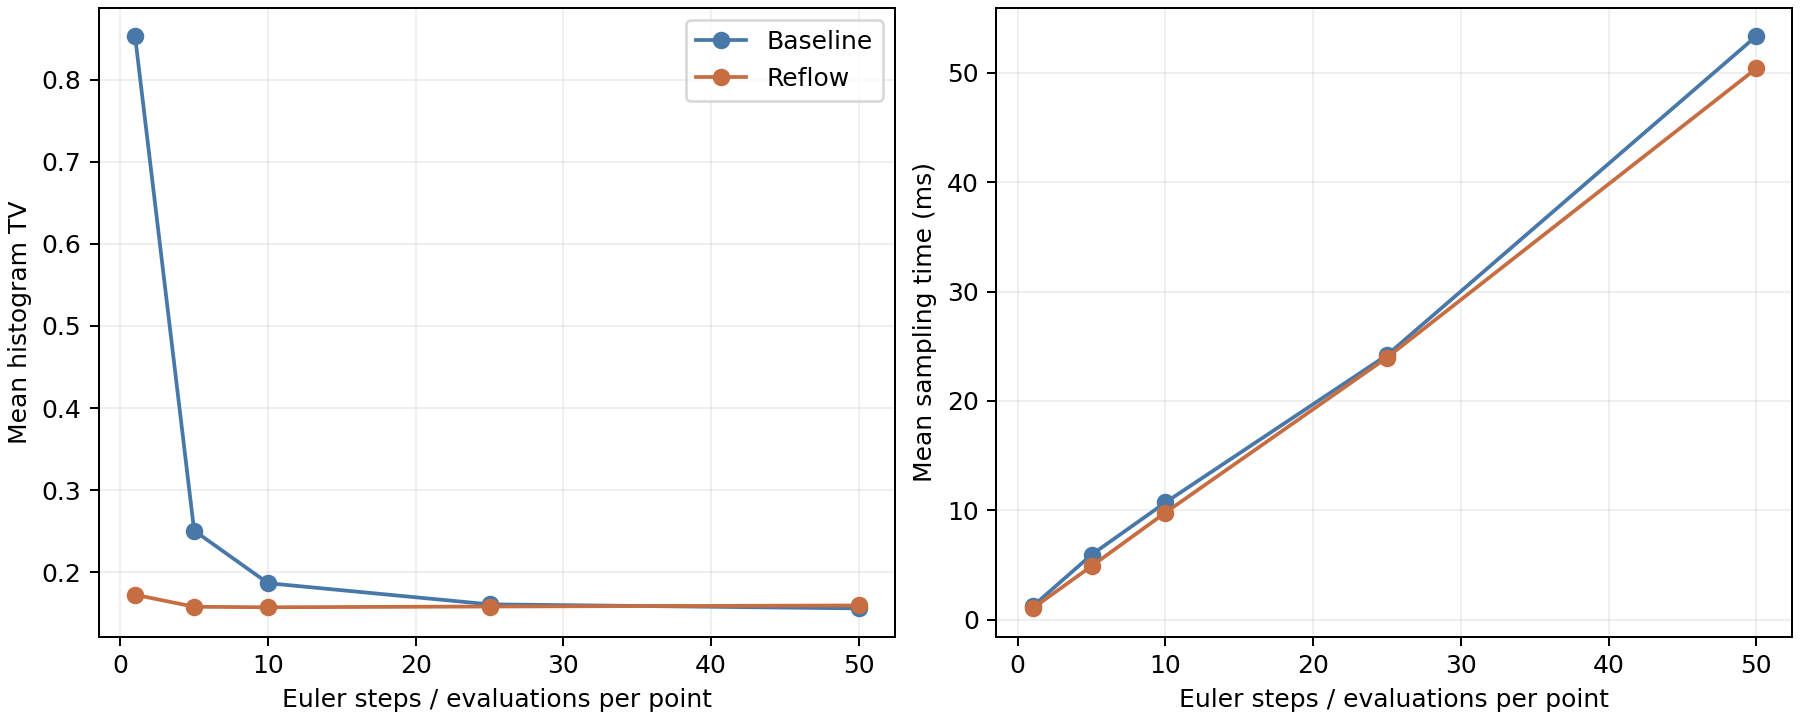 Baseline
Reflow
Mean histogram TV
0.8
0.7
0.6
0.5
0.4
0.3
0.2
0 10 20 30 40 50
Euler steps / evaluations per point
Mean sampling time (ms)
50
40
30
20
10
0
0 10 20 30 40 50
Euler steps / evaluations per point